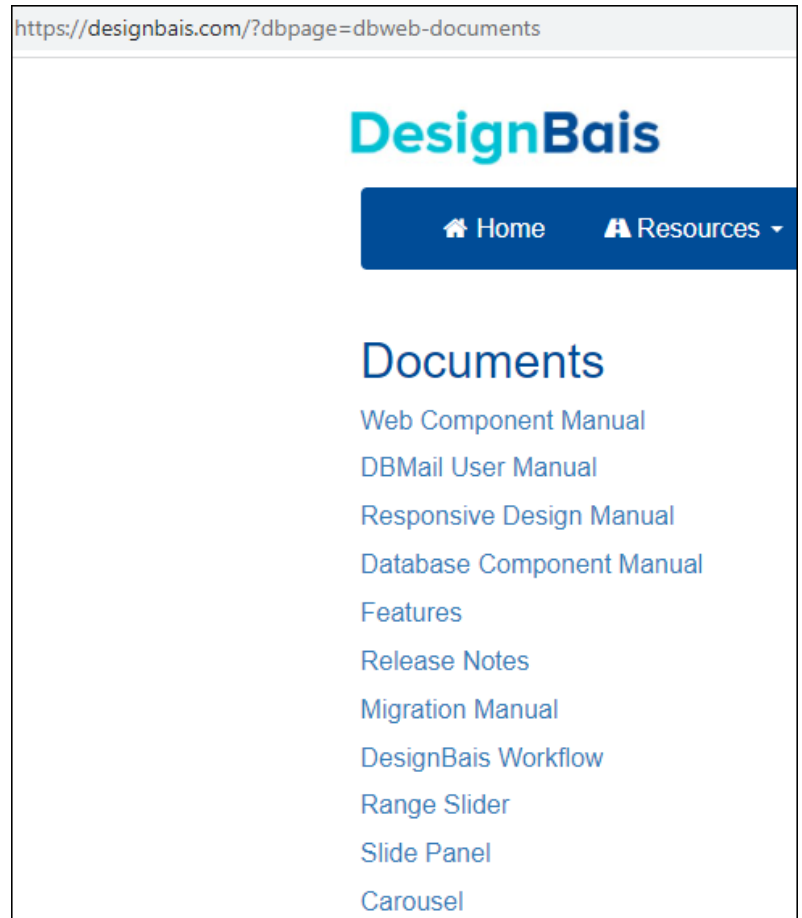 https://designbais.com/?dbpage=dbweb-documents
DesignBais
Home Resources
Documents
Web Component Manual
DBMail User Manual
Responsive Design Manual
Database Component Manual
Features
Release Notes
Migration Manual
DesignBais Workflow
Range Slider
Slide Panel
Carousel